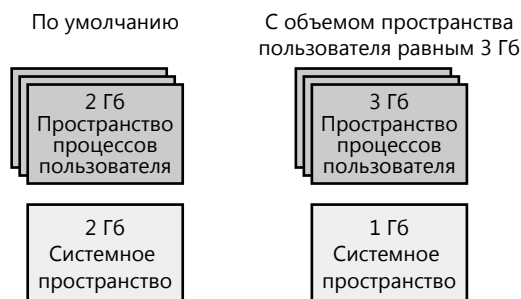 По умолчанию
С объемом пространства
пользователя равным 3 Гб
2 Гб
Пространство
процессов
пользователя
3 Гб
Пространство
процессов
пользователя
2 Гб
Системное
пространство
1 Гб
Системное
пространство